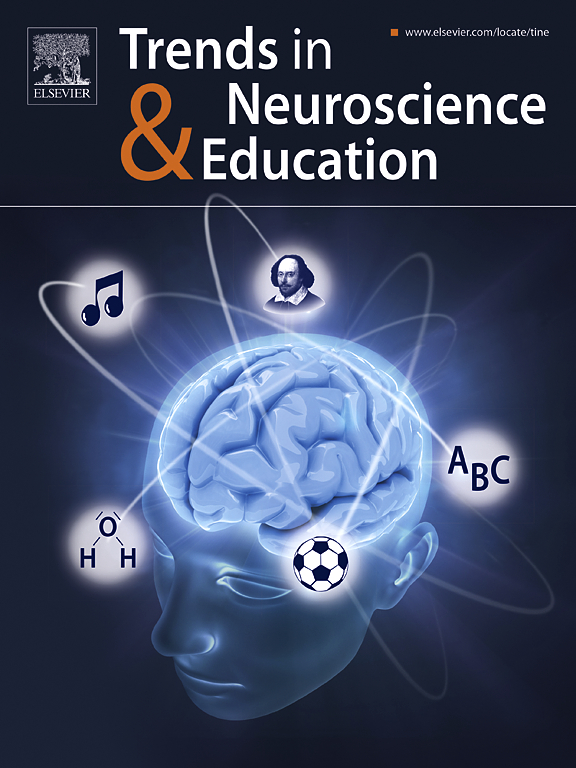 ELSEVIER
www.elsevier.com/locate/tine
Trends in
Neuroscience
& Education
A B C
O
H H